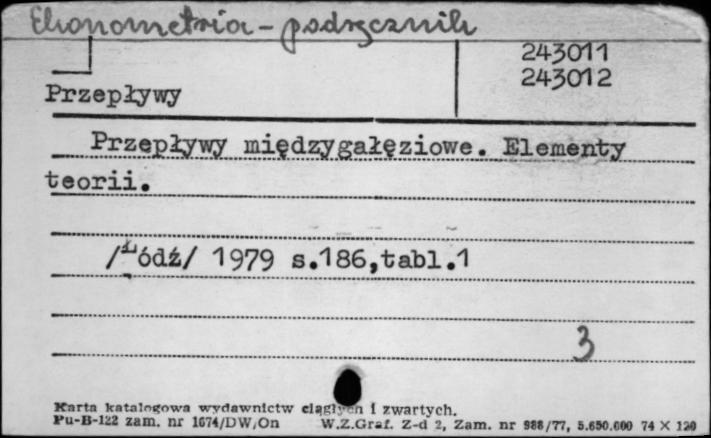 Ekonometria – podręcznik
243011
243012
Przepływy
Przepływy międzygałęziowe. Elementy
teorii.
/Łódź/ 1979 s.186,tabl.1
3
Karta katalogowa wydawnictw ciągłych i zwartych.
Pu-B-122 zam. nr 1674/DW/On W.Z.Graf. Z-d 2, Zam. nr 988/77, 5.650.000 74 X 120